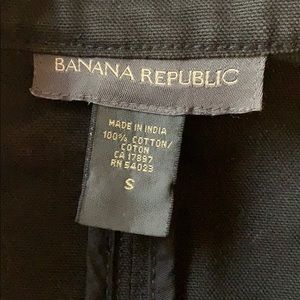 BANANA REPUBLIC
MADE IN INDIA
100% COTTON/
COTON
CA 17897
RN 54023
S